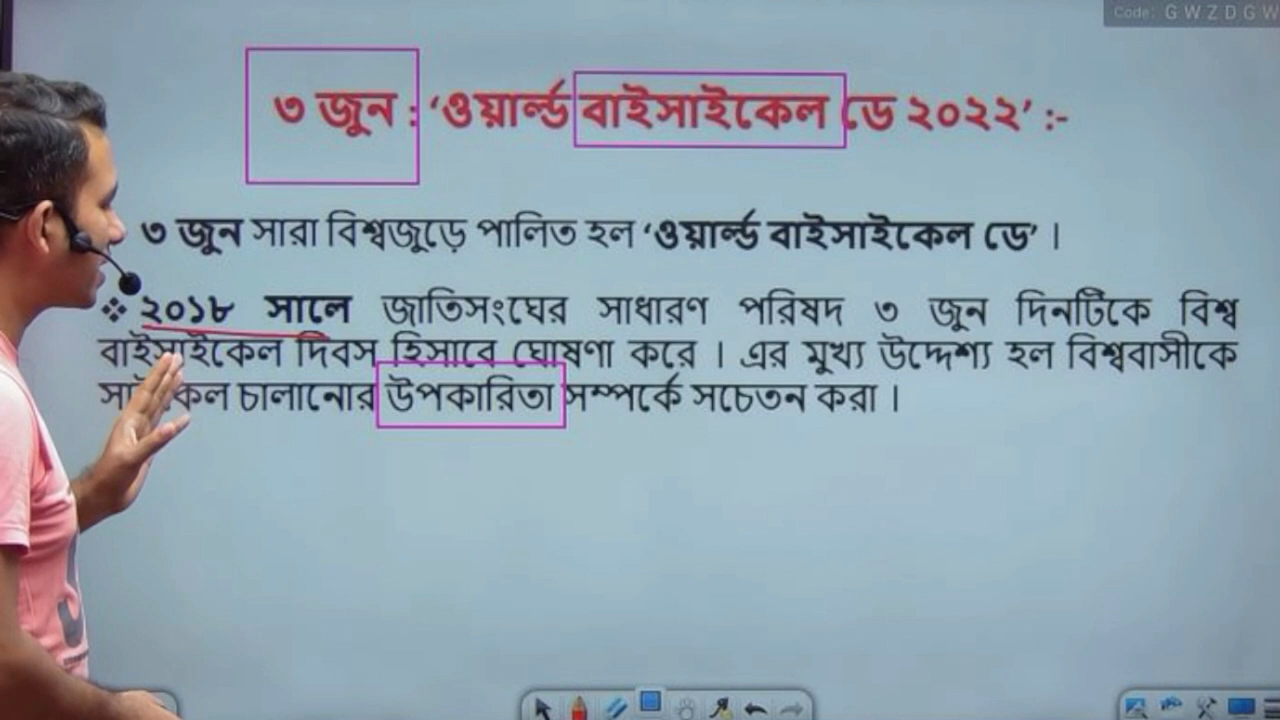 Code: G W Z D G W
৩ জুন : ‘ওয়ার্ল্ড বাইসাইকেল ডে ২০২২’ :-
৩ জুন সারা বিশ্বজুড়ে পালিত হল ‘ওয়ার্ল্ড বাইসাইকেল ডে’ ।
❖ ২০১৮ সালে জাতিসংঘের সাধারণ পরিষদ ৩ জুন দিনটিকে বিশ্ব
বাইসাইকেল দিবস হিসাবে ঘোষণা করে । এর মুখ্য উদ্দেশ্য হল বিশ্ববাসীকে
সাইকেল চালানোর উপকারিতা সম্পর্কে সচেতন করা ।